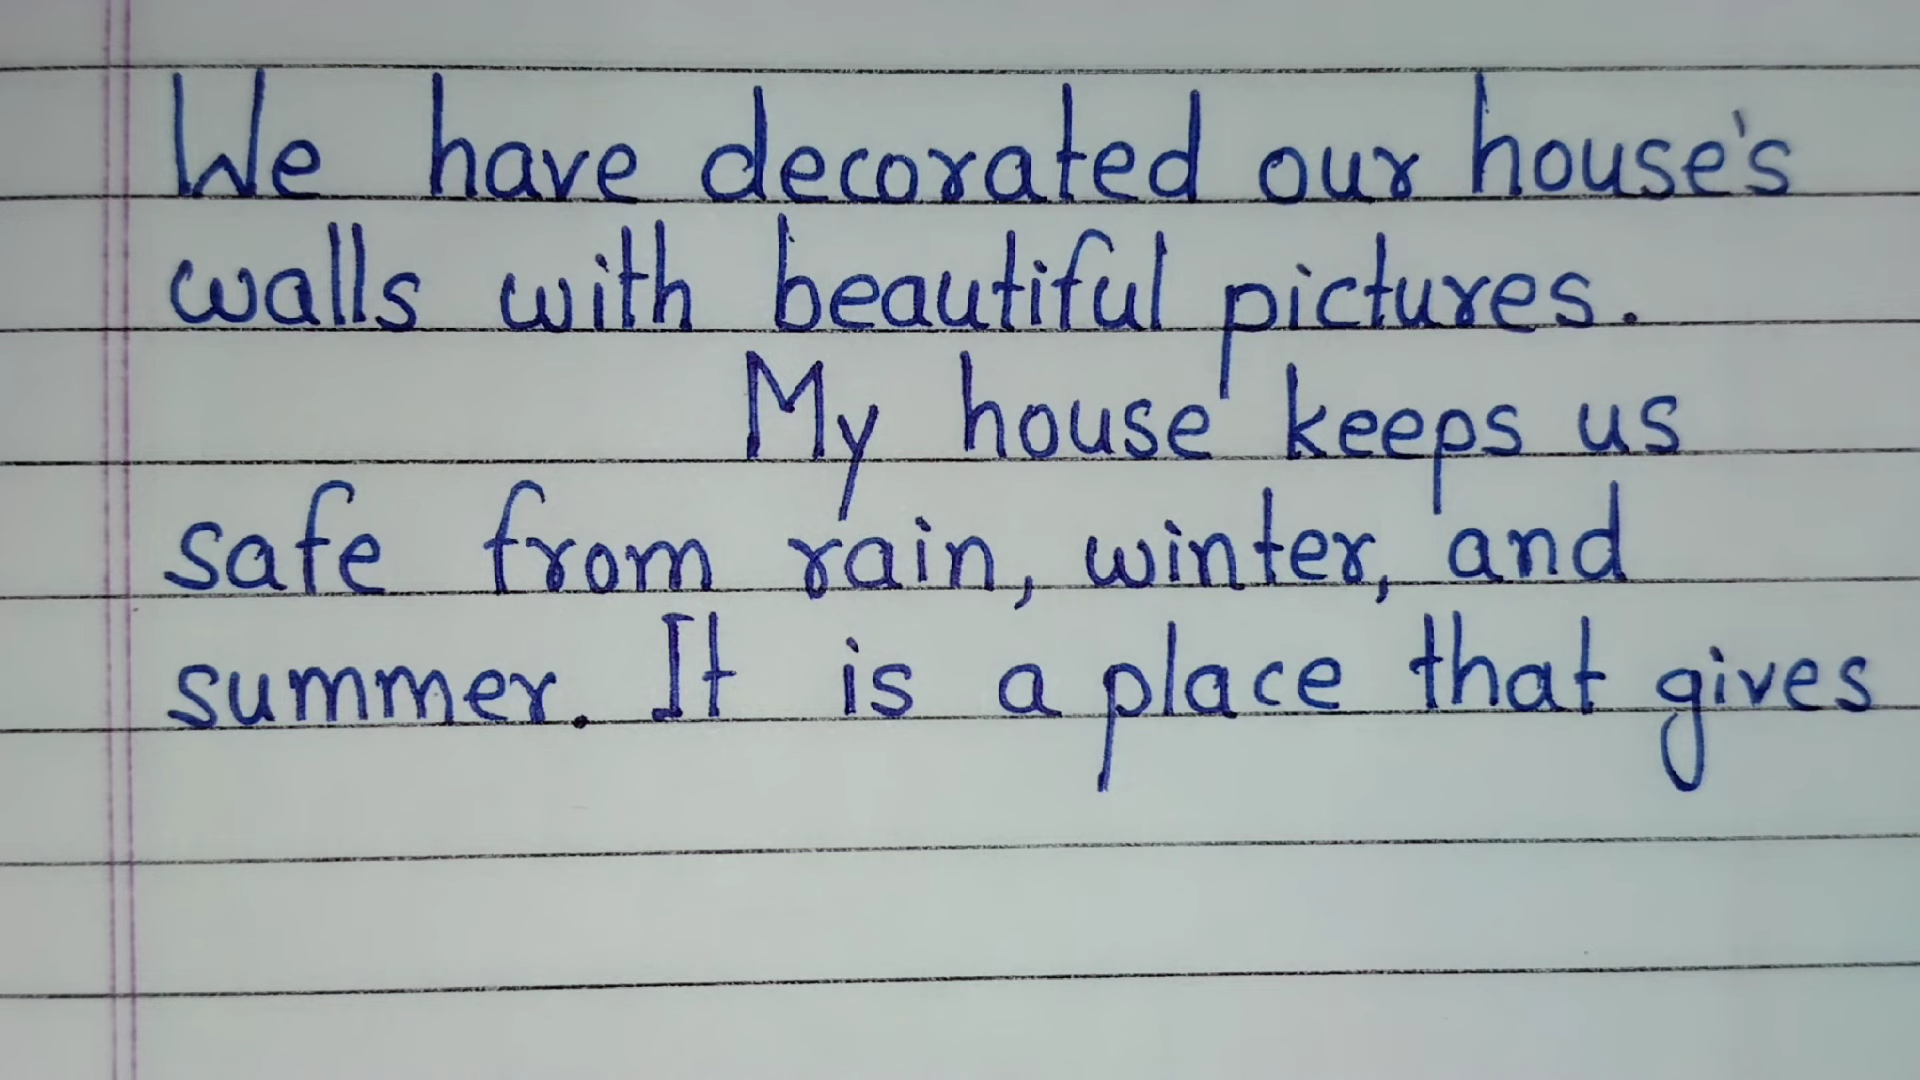 We have decorated our house's
walls with beautiful pictures.
My house keeps us
safe from rain, winter, and
summer. It is a place that gives